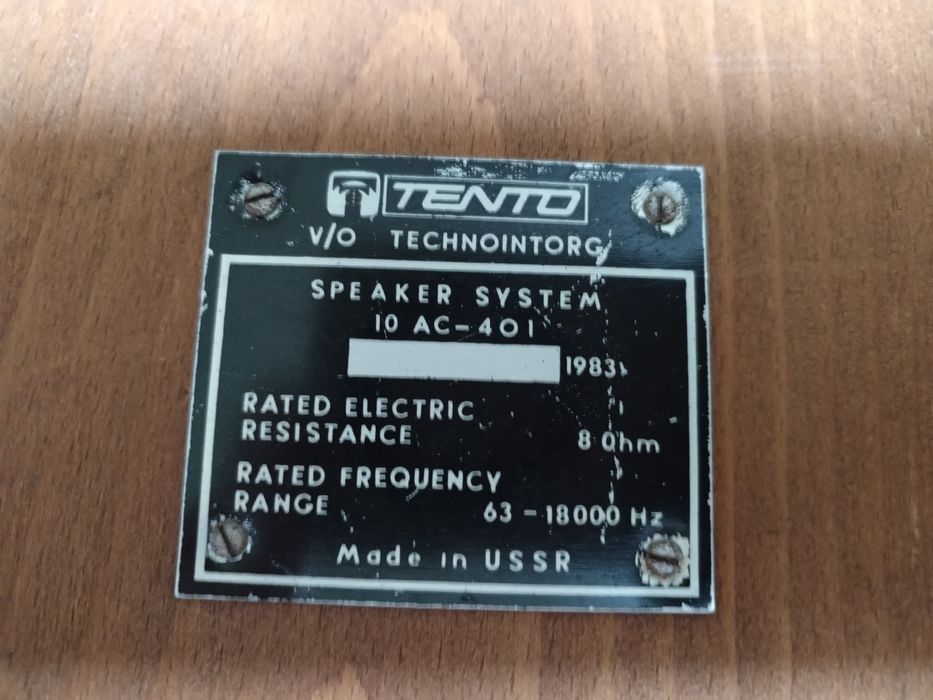 TENTO
V/O TECHNOINTORG
SPEAKER SYSTEM
10 AC-401
1983
RATED ELECTRIC
RESISTANCE 8 Ohm
RATED FREQUENCY
RANGE 63-18000 Hz
Made in USSR